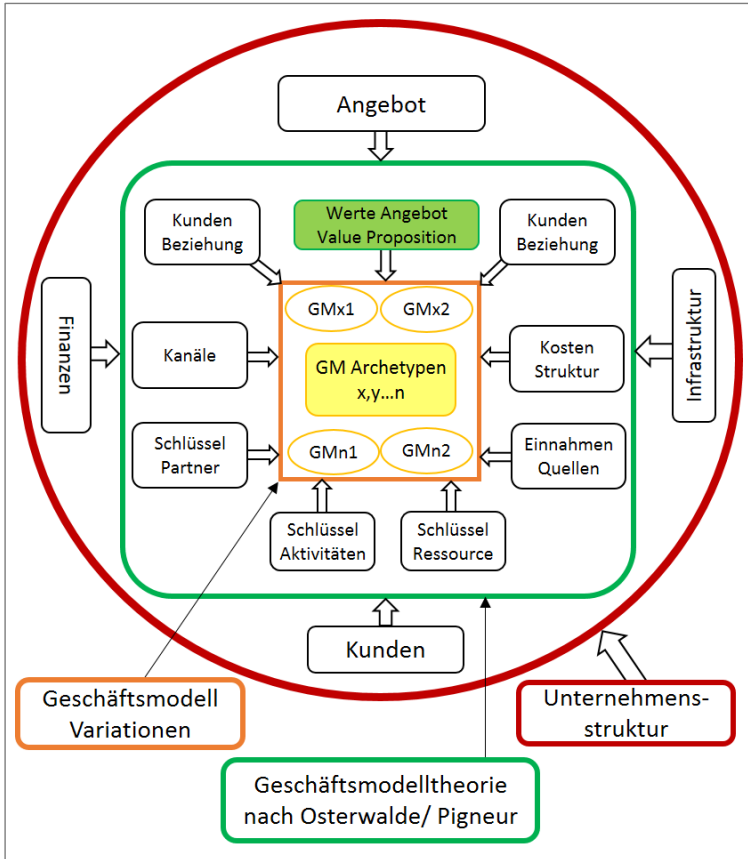 Angebot
Kunden
Beziehung
Werte Angebot
Value Proposition
Kunden
Beziehung
Finanzen
Kanäle
GMx1
GMx2
GM Archetypen
x,y...n
Kosten
Struktur
Infrastruktur
Schlüssel
Partner
GMn1
GMn2
Einnahmen
Quellen
Schlüssel
Aktivitäten
Schlüssel
Ressource
Kunden
Geschäftsmodell
Variationen
Unternehmens-
struktur
Geschäftsmodelltheorie
nach Osterwalde/ Pigneur